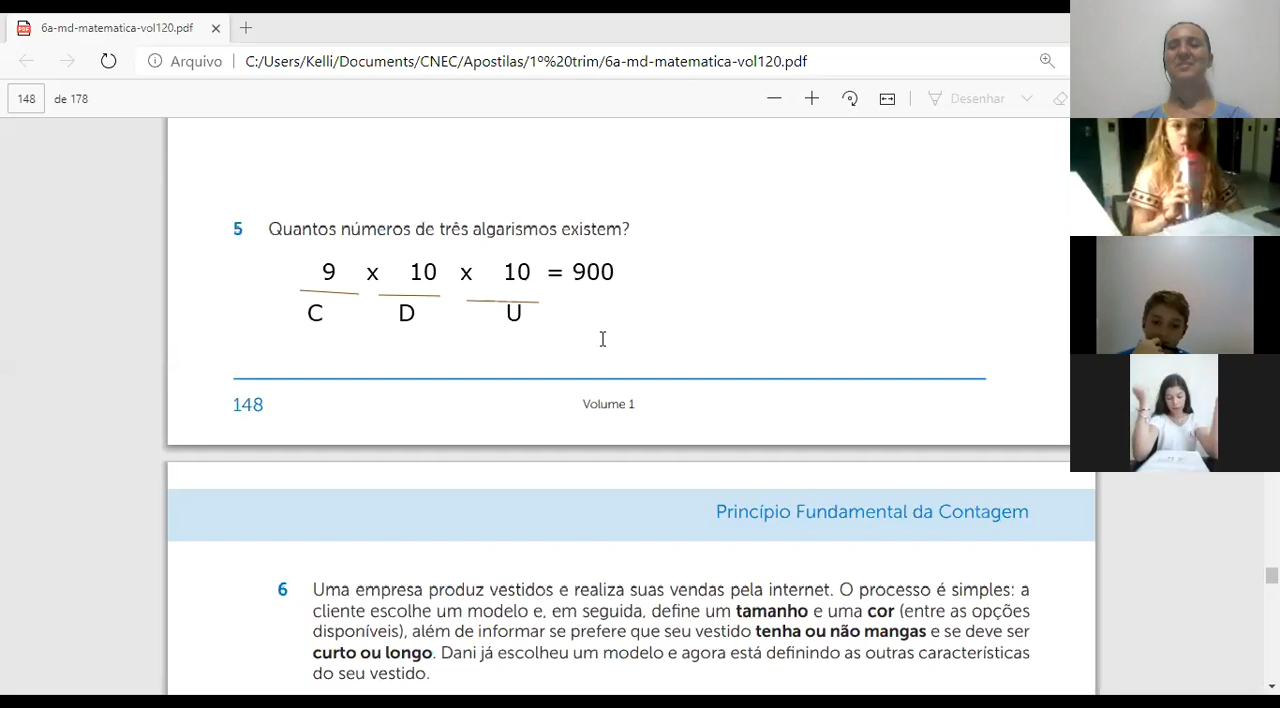 6a-md-matematica-vol120.pdf
Arquivo C:/Users/Kelli/Documents/CNEC/Apostilas/1º%20trim/6a-md-matematica-vol120.pdf
148 de 178 Desenhar
5 Quantos números de três algarismos existem?
9 x 10 x 10 = 900
C D U
148 Volume 1
Princípio Fundamental da Contagem
6 Uma empresa produz vestidos e realiza suas vendas pela internet. O processo é simples: a
cliente escolhe um modelo e, em seguida, define um tamanho e uma cor (entre as opções
disponíveis), além de informar se prefere que seu vestido tenha ou não mangas e se deve ser
curto ou longo. Dani já escolheu um modelo e agora está definindo as outras características
do seu vestido.